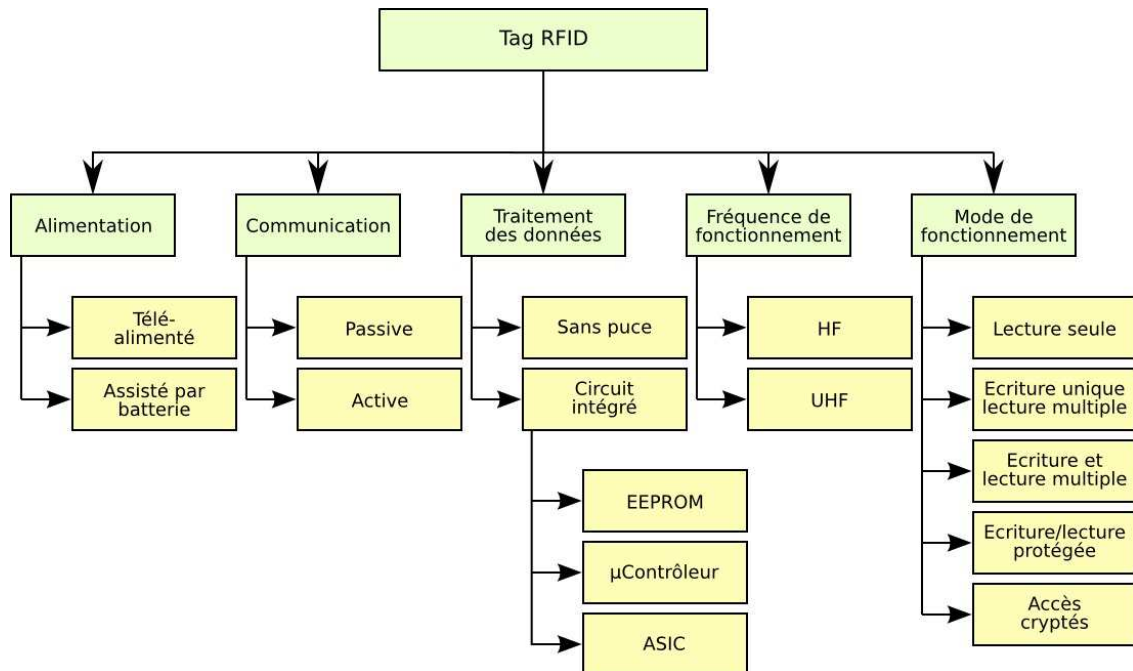 Tag RFID
Alimentation
Communication
Traitement
des données
Fréquence de
fonctionnement
Mode de
fonctionnement
Télé-
alimenté
Assisté par
batterie
Passive
Active
Sans puce
Circuit
intégré
EEPROM
µContrôleur
ASIC
HF
UHF
Lecture seule
Ecriture unique
lecture multiple
Ecriture et
lecture multiple
Ecriture/lecture
protégée
Accès
cryptés